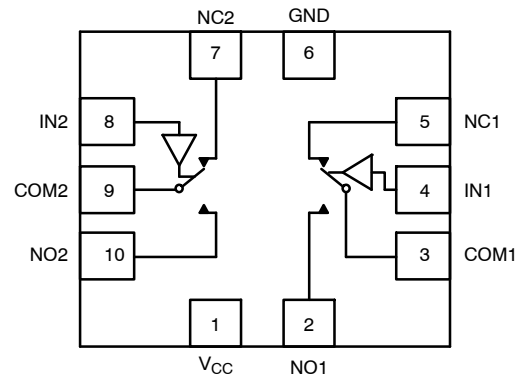 NC2 GND
7 6
IN2 8 5 NC1
COM2 9 4 IN1
NO2 10 3 COM1
1 2
VCC NO1